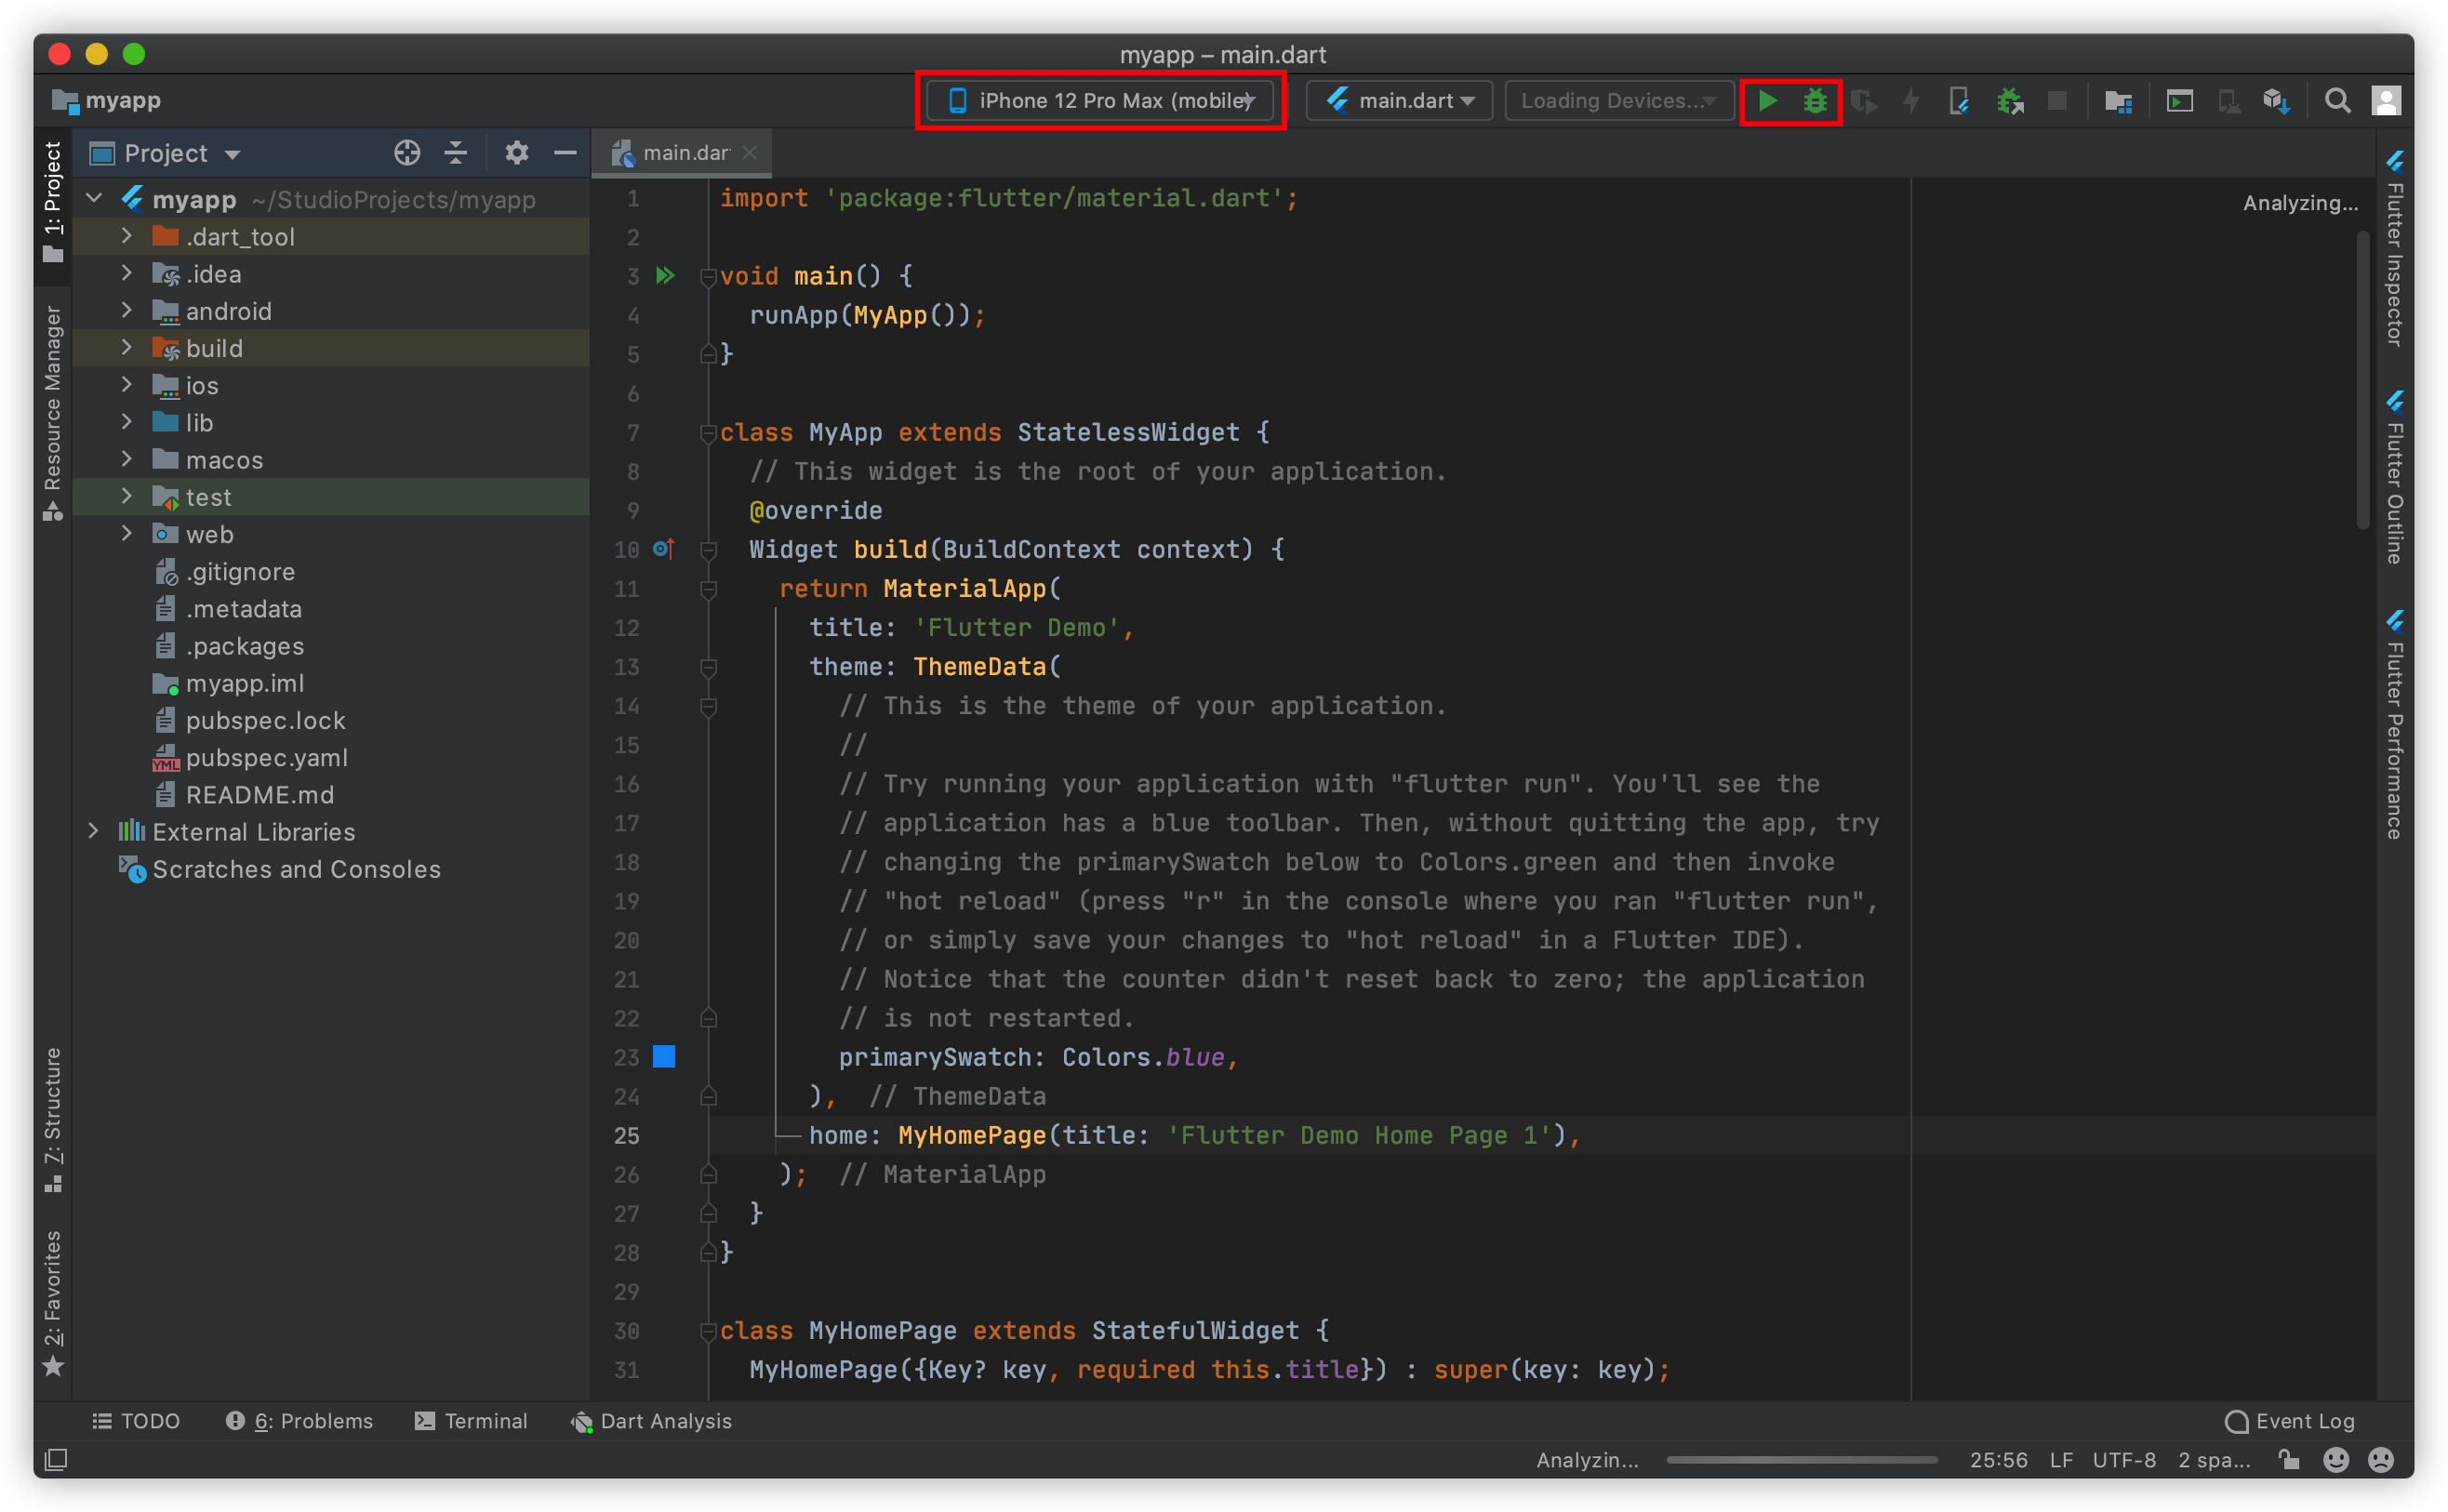 myapp – main.dart
myapp
iPhone 12 Pro Max (mobile)
main.dart
Loading Devices...
1: Project
Resource Manager
7: Structure
2: Favorites
Project
myapp ~/StudioProjects/myapp
.dart_tool
.idea
android
build
ios
lib
macos
test
web
.gitignore
.metadata
.packages
myapp.iml
pubspec.lock
YML pubspec.yaml
README.md
External Libraries
Scratches and Consoles
main.dar
Analyzing...
1 import 'package:flutter/material.dart';
2
3 void main() {
4 runApp(MyApp());
5 }
6
7 class MyApp extends StatelessWidget {
8 // This widget is the root of your application.
9 @override
10 Widget build(BuildContext context) {
11 return MaterialApp(
12 title: 'Flutter Demo',
13 theme: ThemeData(
14 // This is the theme of your application.
15 //
16 // Try running your application with "flutter run". You'll see the
17 // application has a blue toolbar. Then, without quitting the app, try
18 // changing the primarySwatch below to Colors.green and then invoke
19 // "hot reload" (press "r" in the console where you ran "flutter run",
20 // or simply save your changes to "hot reload" in a Flutter IDE).
21 // Notice that the counter didn't reset back to zero; the application
22 // is not restarted.
23 primarySwatch: Colors.blue,
24 ), // ThemeData
25 home: MyHomePage(title: 'Flutter Demo Home Page 1'),
26 ); // MaterialApp
27 }
28 }
29
30 class MyHomePage extends StatefulWidget {
31 MyHomePage({Key? key, required this.title}) : super(key: key);
Flutter Inspector
Flutter Outline
Flutter Performance
TODO
6: Problems
Terminal
Dart Analysis
Event Log
Analyzin...
25:56 LF UTF-8 2 spa...